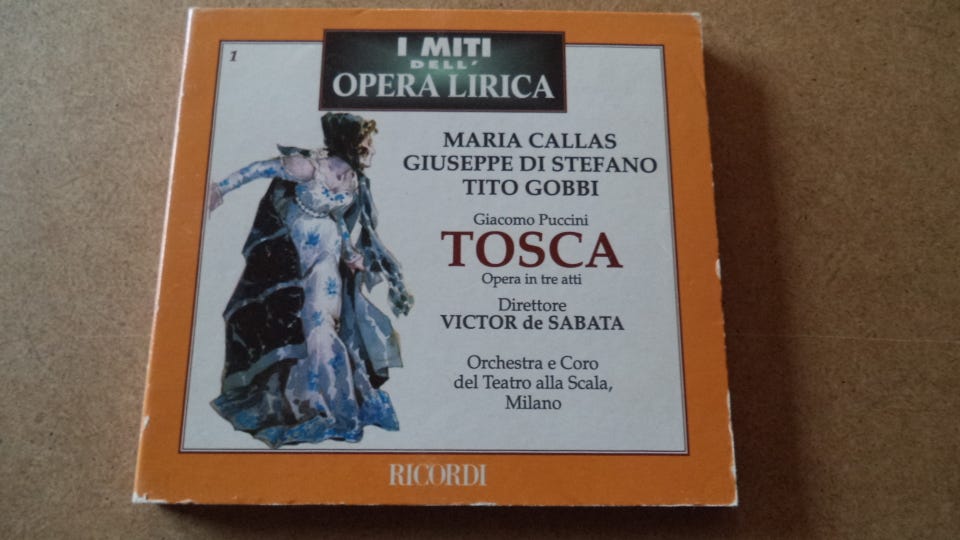 1
I MITI
DELL'
OPERA LIRICA
MARIA CALLAS
GIUSEPPE DI STEFANO
TITO GOBBI
Giacomo Puccini
TOSCA
Opera in tre atti
Direttore
VICTOR de SABATA
Orchestra e Coro
del Teatro alla Scala,
Milano
RICORDI